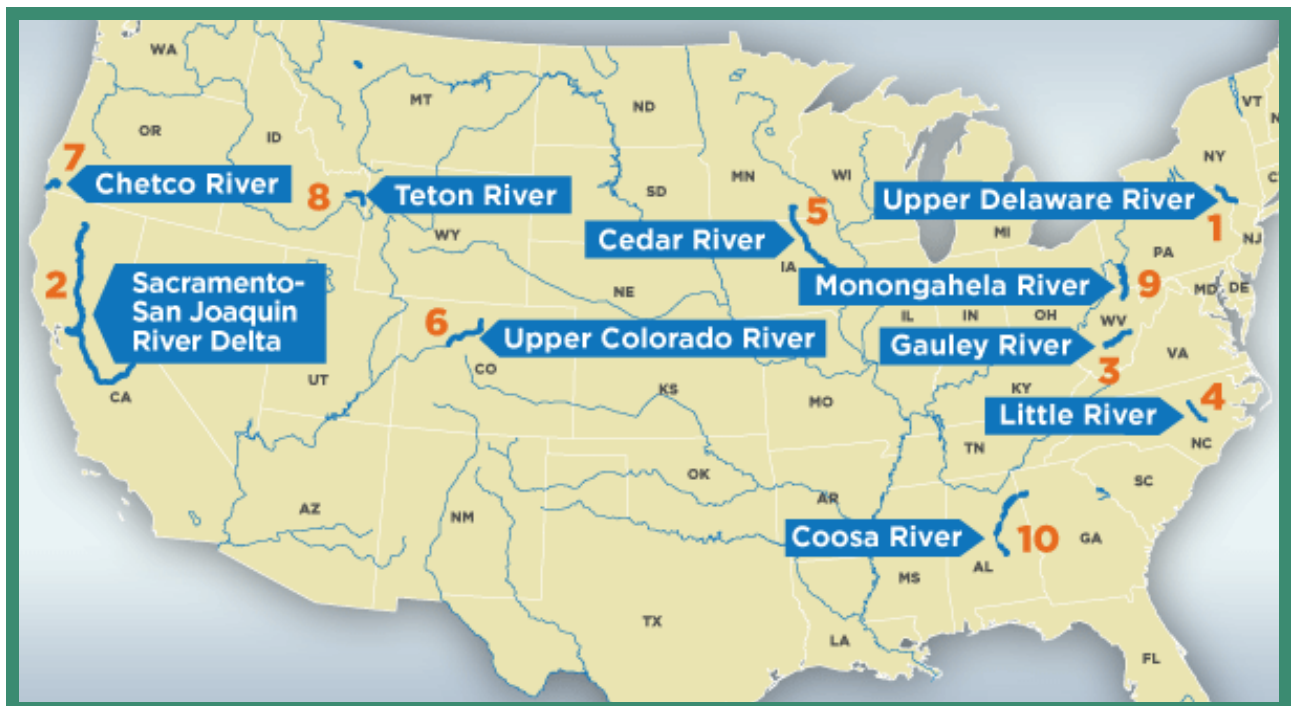 WA
MT
ND
VT
N
OR
ID
MN
NY
7
Chetco River
8
Teton River
SD
WI
C
Upper Delaware River
1
5
Cedar River
WY
MI
PA
NJ
IA
2
Sacramento-
San Joaquin
River Delta
NE
Monongahela River
9
MD
DE
6
Upper Colorado River
IL
IN
OH
WV
Gauley River
3
VA
UT
CO
CA
KS
MO
KY
4
Little River
NC
TN
OK
SC
AZ
NM
AR
Coosa River
10
GA
AL
MS
TX
LA
FL